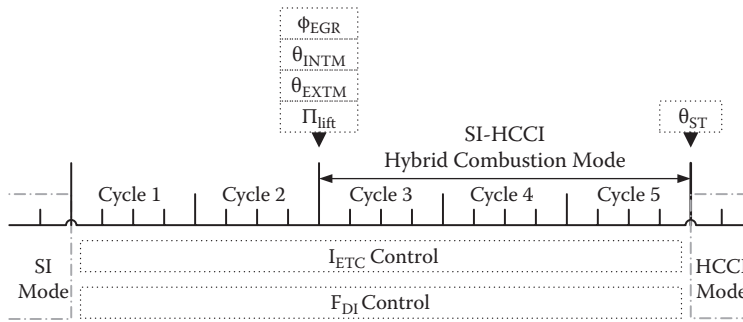 ϕEGR
θINTM
θEXTM
Πlift
θST
SI-HCCI
Hybrid Combustion Mode
Cycle 1 Cycle 2 Cycle 3 Cycle 4 Cycle 5
SI
Mode
IETC Control
FDI Control
HCCI
Mode